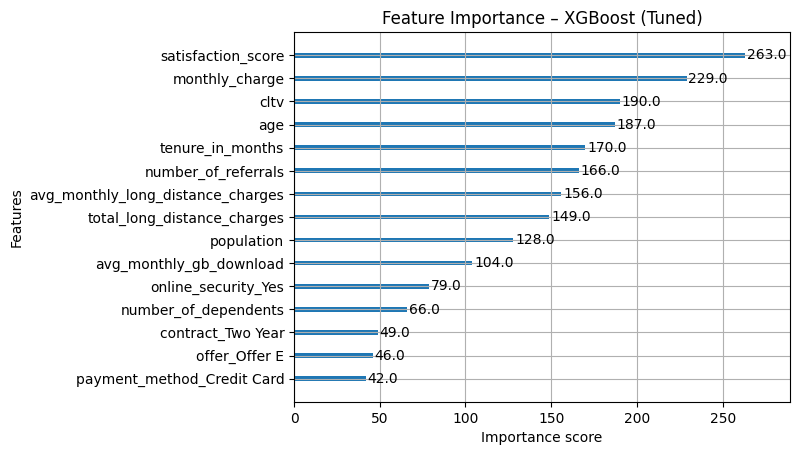 Feature Importance – XGBoost (Tuned)
Features
satisfaction_score 263.0
monthly_charge 229.0
cltv 190.0
age 187.0
tenure_in_months 170.0
number_of_referrals 166.0
avg_monthly_long_distance_charges 156.0
total_long_distance_charges 149.0
population 128.0
avg_monthly_gb_download 104.0
online_security_Yes 79.0
number_of_dependents 66.0
contract_Two Year 49.0
offer_Offer E 46.0
payment_method_Credit Card 42.0
0 50 100 150 200 250
Importance score